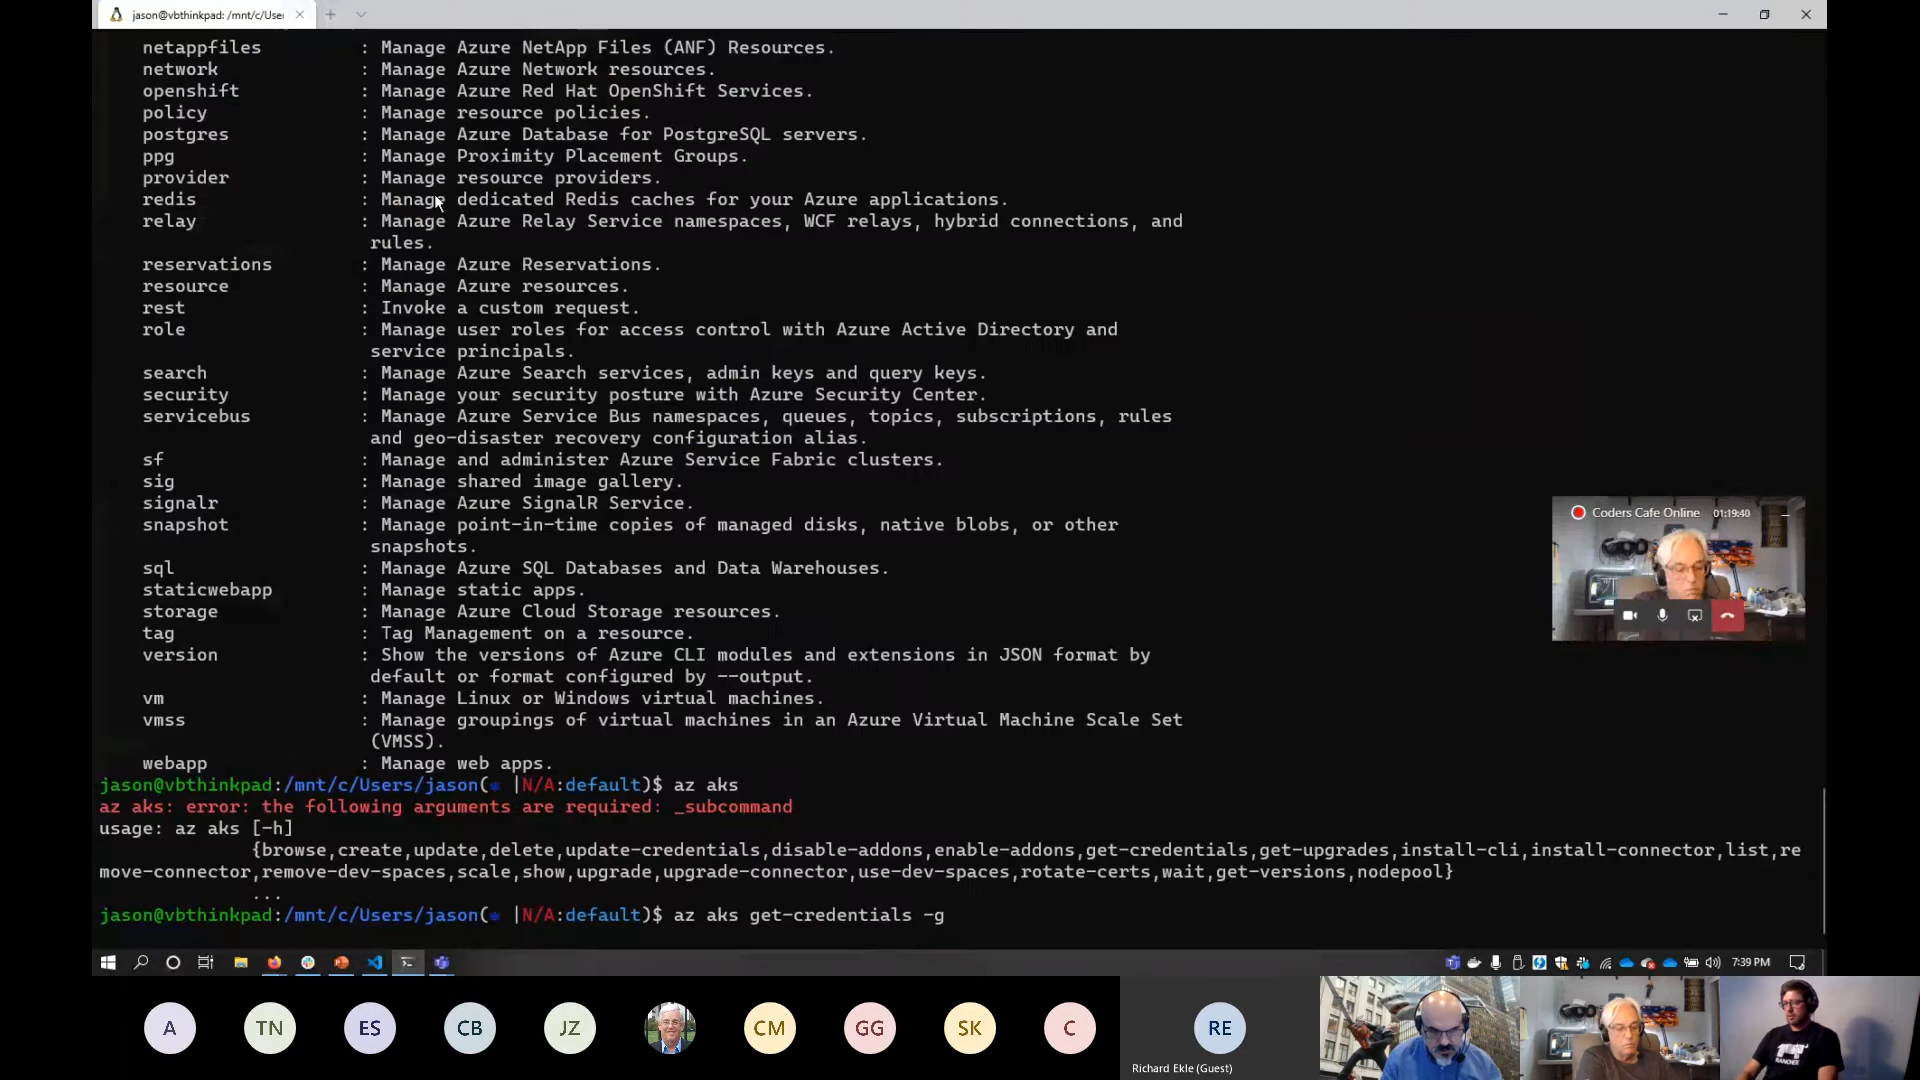 jason@vbthinkpad: /mnt/c/User
netappfiles : Manage Azure NetApp Files (ANF) Resources.
network : Manage Azure Network resources.
openshift : Manage Azure Red Hat OpenShift Services.
policy : Manage resource policies.
postgres : Manage Azure Database for PostgreSQL servers.
ppg : Manage Proximity Placement Groups.
provider : Manage resource providers.
redis : Manage dedicated Redis caches for your Azure applications.
relay : Manage Azure Relay Service namespaces, WCF relays, hybrid connections, and
rules.
reservations : Manage Azure Reservations.
resource : Manage Azure resources.
rest : Invoke a custom request.
role : Manage user roles for access control with Azure Active Directory and
service principals.
search : Manage Azure Search services, admin keys and query keys.
security : Manage your security posture with Azure Security Center.
servicebus : Manage Azure Service Bus namespaces, queues, topics, subscriptions, rules
and geo-disaster recovery configuration alias.
sf : Manage and administer Azure Service Fabric clusters.
sig : Manage shared image gallery.
signalr : Manage Azure SignalR Service.
snapshot : Manage point-in-time copies of managed disks, native blobs, or other
snapshots.
sql : Manage Azure SQL Databases and Data Warehouses.
staticwebapp : Manage static apps.
storage : Manage Azure Cloud Storage resources.
tag : Tag Management on a resource.
version : Show the versions of Azure CLI modules and extensions in JSON format by
default or format configured by --output.
vm : Manage Linux or Windows virtual machines.
vmss : Manage groupings of virtual machines in an Azure Virtual Machine Scale Set
(VMSS).
webapp : Manage web apps.
jason@vbthinkpad:/mnt/c/Users/jason(⎈ |N/A:default)$ az aks
az aks: error: the following arguments are required: _subcommand
usage: az aks [-h]
{browse,create,update,delete,update-credentials,disable-addons,enable-addons,get-credentials,get-upgrades,install-cli,install-connector,list,re
move-connector,remove-dev-spaces,scale,show,upgrade,upgrade-connector,use-dev-spaces,rotate-certs,wait,get-versions,nodepool}
...
jason@vbthinkpad:/mnt/c/Users/jason(⎈ |N/A:default)$ az aks get-credentials -g
Coders Cafe Online 01:19:40
7:39 PM
A TN ES CB JZ CM GG SK C RE
Richard Ekle (Guest)
RANCHER